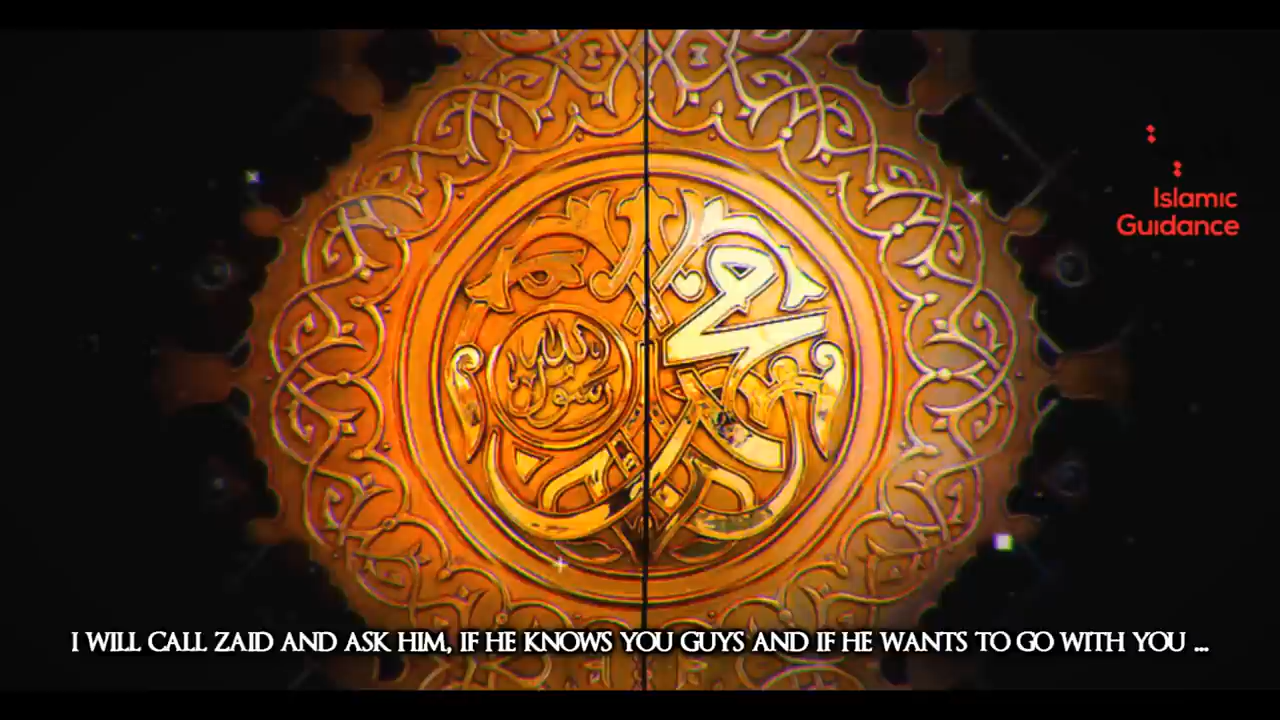 محمد
رسول
الله
Islamic
Guidance
I WILL CALL ZAID AND ASK HIM, IF HE KNOWS YOU GUYS AND IF HE WANTS TO GO WITH YOU ...